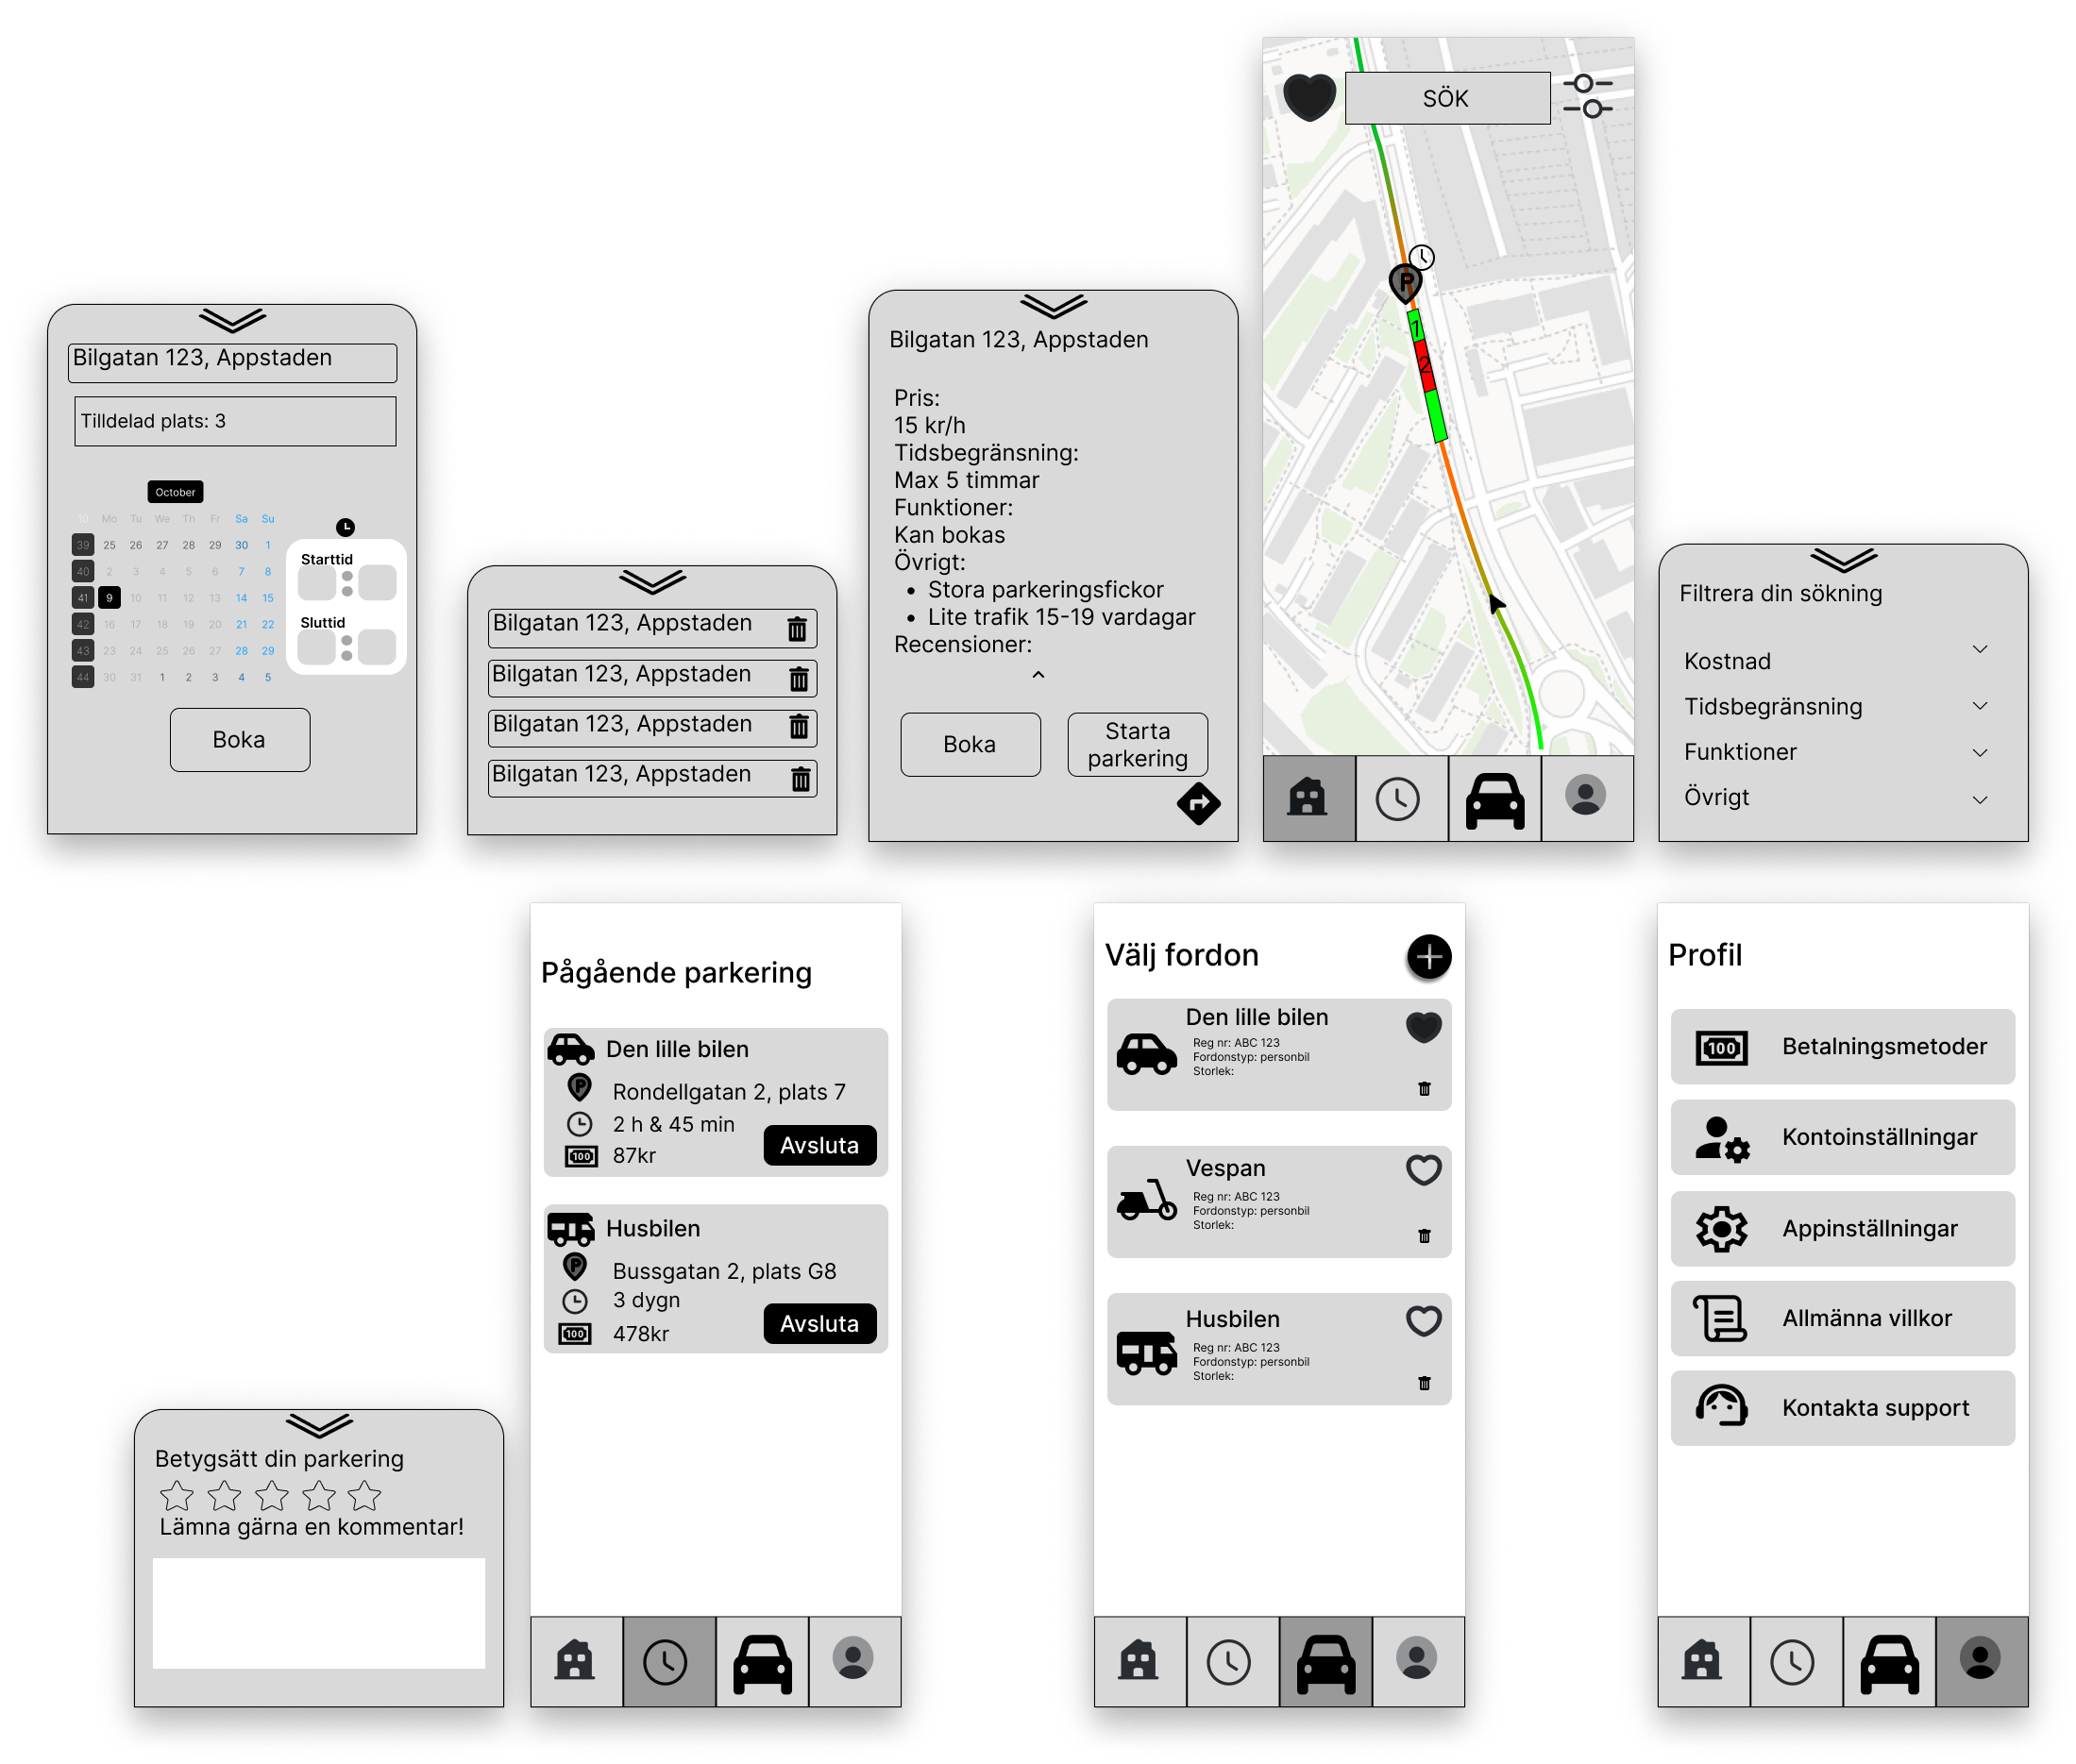 SÖK
P
1
2
Bilgatan 123, Appstaden
Tilldelad plats: 3
October
10 Mo Tu We Th Fr Sa Su
39 25 26 27 28 29 30 1
40 2 3 4 5 6 7 8
41 9 10 11 12 13 14 15
42 16 17 18 19 20 21 22
43 23 24 25 26 27 28 29
44 30 31 1 2 3 4 5
Starttid
Sluttid
Boka
Bilgatan 123, Appstaden
Bilgatan 123, Appstaden
Bilgatan 123, Appstaden
Bilgatan 123, Appstaden
Bilgatan 123, Appstaden
Pris:
15 kr/h
Tidsbegränsning:
Max 5 timmar
Funktioner:
Kan bokas
Övrigt:
• Stora parkeringsfickor
• Lite trafik 15-19 vardagar
Recensioner:
Boka
Starta
parkering
Filtrera din sökning
Kostnad
Tidsbegränsning
Funktioner
Övrigt
Betygsätt din parkering
Lämna gärna en kommentar!
Pågående parkering
Den lille bilen
P
Rondellgatan 2, plats 7
2 h & 45 min
100
87kr
Avsluta
Husbilen
P
Bussgatan 2, plats G8
3 dygn
100
478kr
Avsluta
Välj fordon
Den lille bilen
Reg nr: ABC 123
Fordonstyp: personbil
Storlek:
Vespan
Reg nr: ABC 123
Fordonstyp: personbil
Storlek:
Husbilen
Reg nr: ABC 123
Fordonstyp: personbil
Storlek:
Profil
100
Betalningsmetoder
Kontoinställningar
Appinställningar
Allmänna villkor
Kontakta support